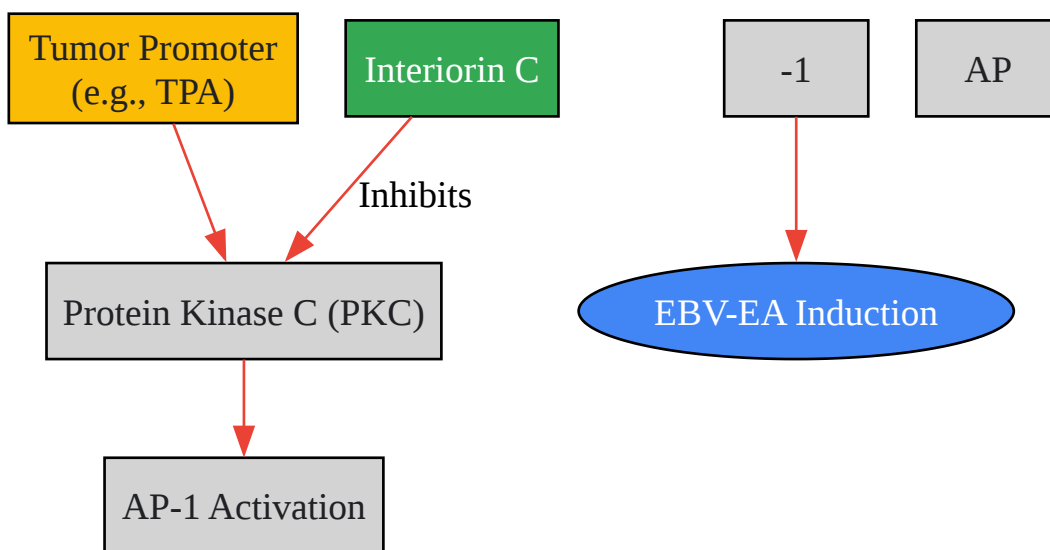 Tumor Promoter
(e.g., TPA)
Interiorin C
-1
AP
Inhibits
Protein Kinase C (PKC)
EBV-EA Induction
AP-1 Activation